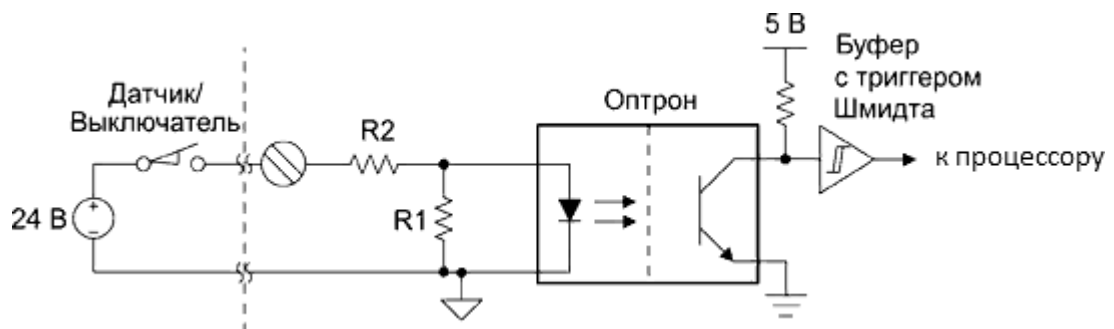 5 В
Буфер
с триггером
Шмидта
Датчик/
Выключатель
Оптрон
R2
к процессору
24 В
R1